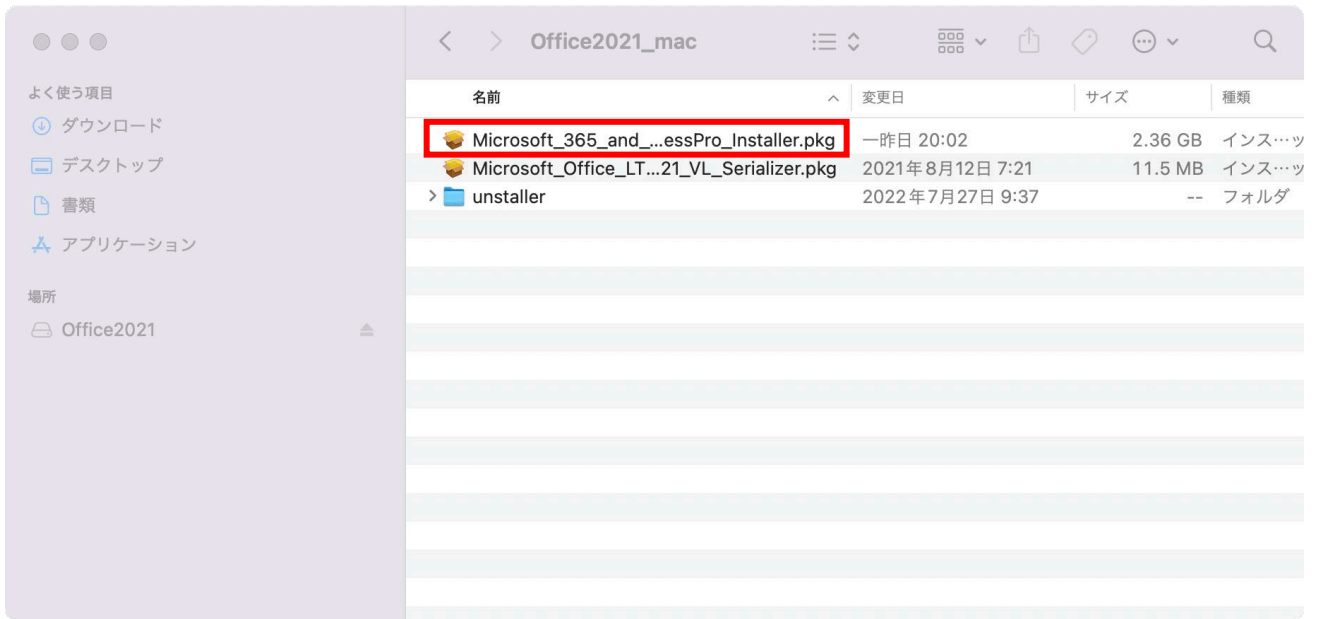 Office2021_mac
よく使う項目
ダウンロード
デスクトップ
書類
アプリケーション
場所
Office2021
名前 変更日 サイズ 種類
Microsoft_365_and_...essPro_Installer.pkg 一昨日 20:02 2.36 GB インス…ッ
Microsoft_Office_LT...21_VL_Serializer.pkg 2021年8月12日 7:21 11.5 MB インス…ッ
unstaller 2022年7月27日 9:37 -- フォルダ